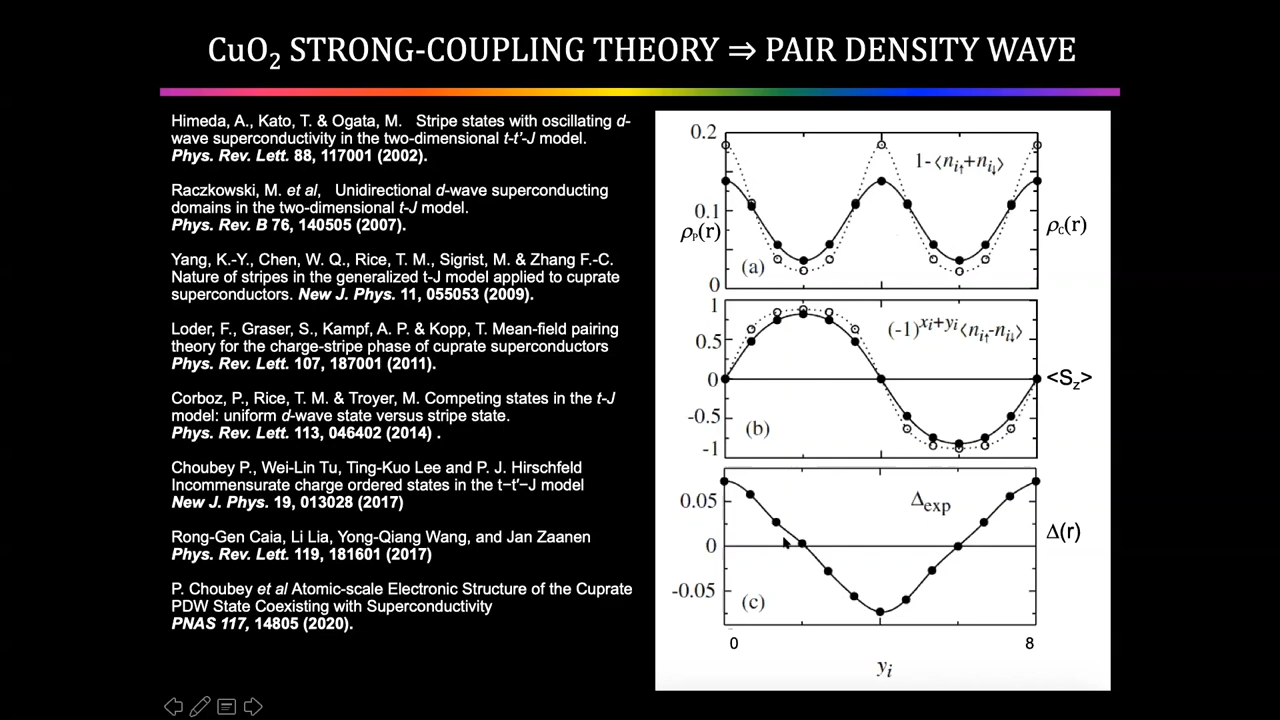 CuO₂ STRONG-COUPLING THEORY ⇒ PAIR DENSITY WAVE
Himeda, A., Kato, T. & Ogata, M. Stripe states with oscillating d-
wave superconductivity in the two-dimensional t-t′-J model.
Phys. Rev. Lett. 88, 117001 (2002).
Raczkowski, M. et al, Unidirectional d-wave superconducting
domains in the two-dimensional t-J model.
Phys. Rev. B 76, 140505 (2007).
Yang, K.-Y., Chen, W. Q., Rice, T. M., Sigrist, M. & Zhang F.-C.
Nature of stripes in the generalized t-J model applied to cuprate
superconductors. New J. Phys. 11, 055053 (2009).
Loder, F., Graser, S., Kampf, A. P. & Kopp, T. Mean-field pairing
theory for the charge-stripe phase of cuprate superconductors
Phys. Rev. Lett. 107, 187001 (2011).
Corboz, P., Rice, T. M. & Troyer, M. Competing states in the t-J
model: uniform d-wave state versus stripe state.
Phys. Rev. Lett. 113, 046402 (2014) .
Choubey P., Wei-Lin Tu, Ting-Kuo Lee and P. J. Hirschfeld
Incommensurate charge ordered states in the t−t′−J model
New J. Phys. 19, 013028 (2017)
Rong-Gen Caia, Li Lia, Yong-Qiang Wang, and Jan Zaanen
Phys. Rev. Lett. 119, 181601 (2017)
P. Choubey et al Atomic-scale Electronic Structure of the Cuprate
PDW State Coexisting with Superconductivity
PNAS 117, 14805 (2020).
0.2
1-⟨n_{i↑}+n_{i↓}⟩
0.1
ρ_P(r)
ρ_C(r)
(a)
0
1
(-1)^{x_i+y_i}⟨n_{i↑}-n_{i↓}⟩
0.5
0
<S_z>
-0.5
(b)
-1
0.05
Δ_exp
Δ(r)
0
-0.05
(c)
0 8
y_i